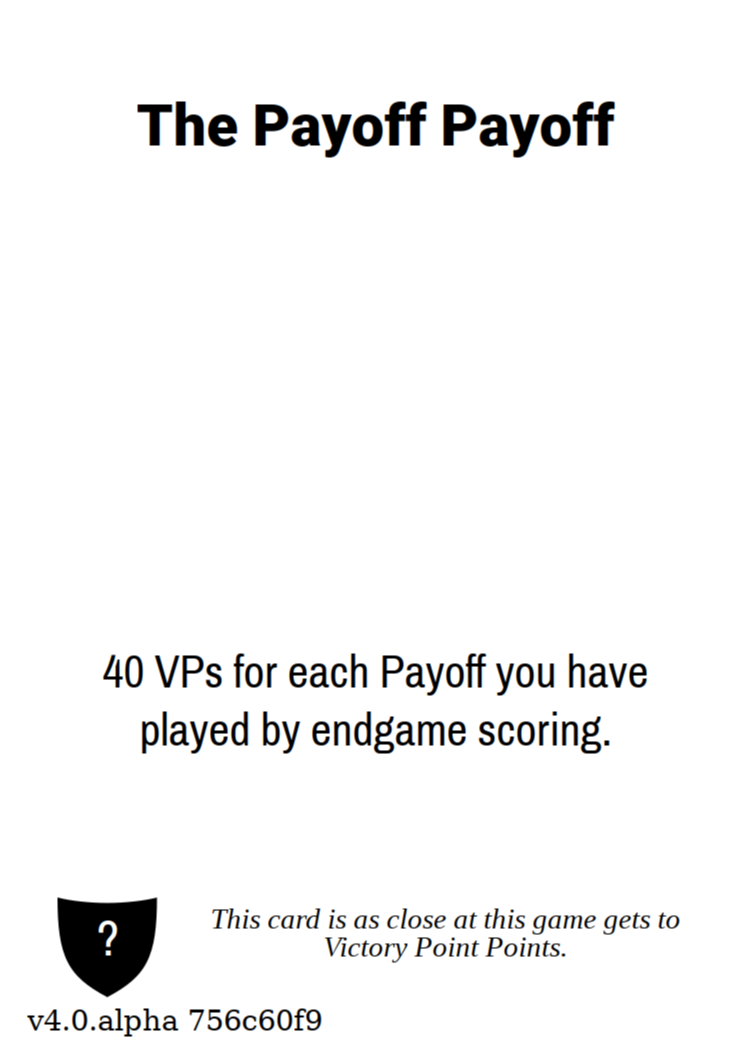 The Payoff Payoff
40 VPs for each Payoff you have
played by endgame scoring.
?
This card is as close at this game gets to
Victory Point Points.
v4.0.alpha 756c60f9